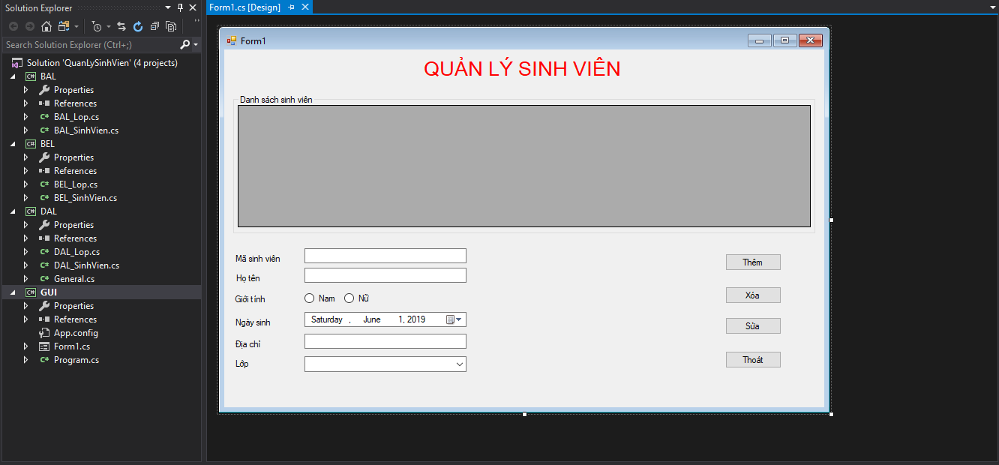 Solution Explorer
Search Solution Explorer (Ctrl+;)
Solution 'QuanLySinhVien' (4 projects)
C# BAL
Properties
References
C# BAL_Lop.cs
C# BAL_SinhVien.cs
C# BEL
Properties
References
C# BEL_Lop.cs
C# BEL_SinhVien.cs
C# DAL
Properties
References
C# DAL_Lop.cs
C# DAL_SinhVien.cs
C# General.cs
C# GUI
Properties
References
App.config
Form1.cs
C# Program.cs
Form1.cs [Design]
Form1
QUẢN LÝ SINH VIÊN
Danh sách sinh viên
Mã sinh viên
Họ tên
Giới tính Nam Nữ
Ngày sinh Saturday , June 1, 2019
Địa chỉ
Lớp
Thêm
Xóa
Sửa
Thoát